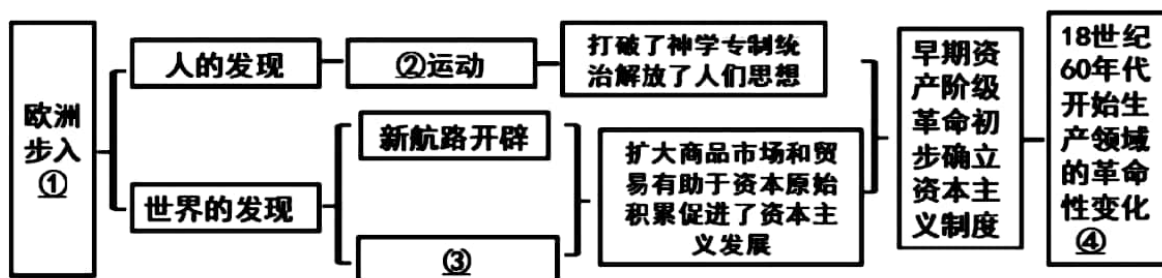 欧洲
步入
①
人的发现
②运动
打破了神学专制统
治解放了人们思想
世界的发现
新航路开辟
③
扩大商品市场和贸
易有助于资本原始
积累促进了资本主
义发展
早期资
产阶级
革命初
步确立
资本主
义制度
18世纪
60年代
开始生
产领域
的革命
性变化
④